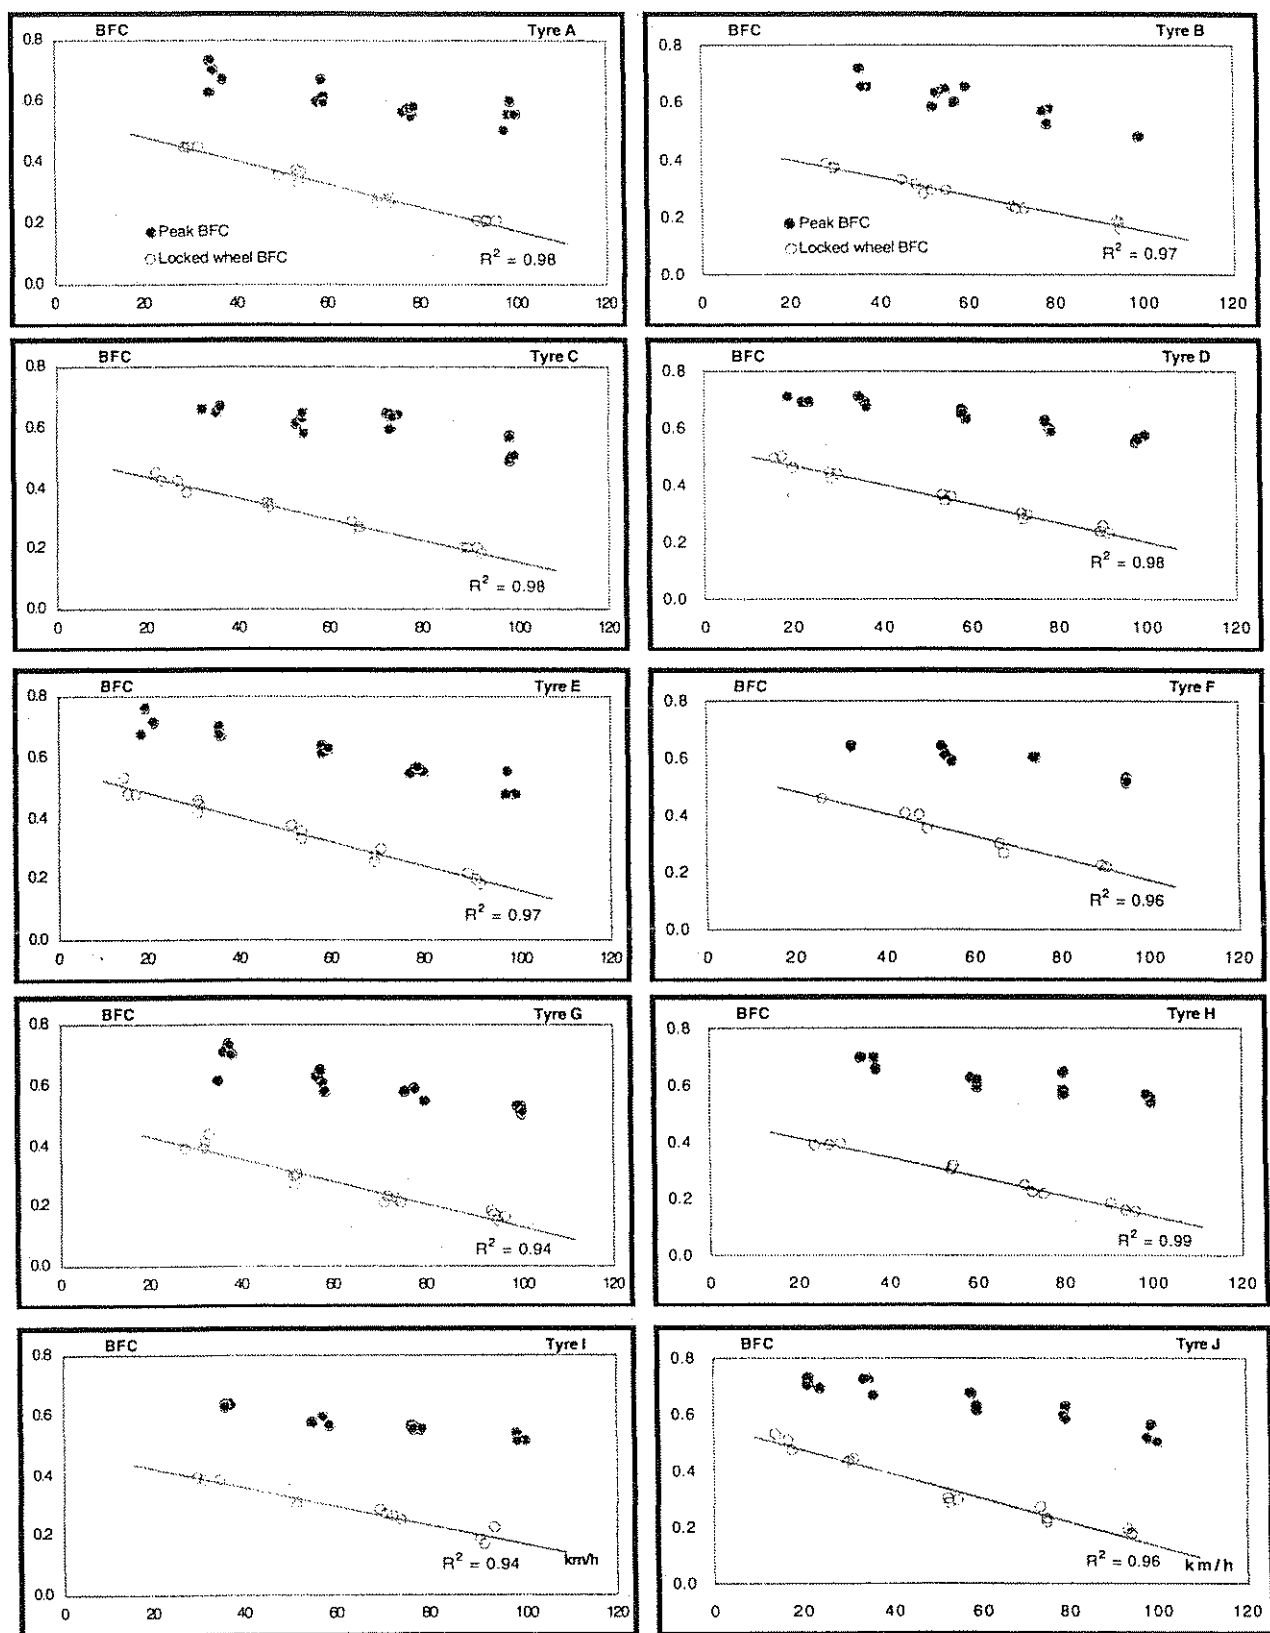 BFC Tyre A
0.8
0.6
0.4
0.2
0.0
Peak BFC
Locked wheel BFC
R² = 0.98
0 20 40 60 80 100 120
BFC Tyre B
0.8
0.6
0.4
0.2
0.0
Peak BFC
Locked wheel BFC
R² = 0.97
0 20 40 60 80 100 120
BFC Tyre C
0.8
0.6
0.4
0.2
0.0
R² = 0.98
0 20 40 60 80 100 120
BFC Tyre D
0.8
0.6
0.4
0.2
0.0
R² = 0.98
0 20 40 60 80 100 120
BFC Tyre E
0.8
0.6
0.4
0.2
0.0
R² = 0.97
0 20 40 60 80 100 120
BFC Tyre F
0.8
0.6
0.4
0.2
0.0
R² = 0.96
0 20 40 60 80 100 120
BFC Tyre G
0.8
0.6
0.4
0.2
0.0
R² = 0.94
0 20 40 60 80 100 120
BFC Tyre H
0.8
0.6
0.4
0.2
0.0
R² = 0.99
0 20 40 60 80 100 120
BFC Tyre I
0.8
0.6
0.4
0.2
0.0
R² = 0.94 km/h
0 20 40 60 80 100 120
BFC Tyre J
0.8
0.6
0.4
0.2
0.0
R² = 0.96 km/h
0 20 40 60 80 100 120